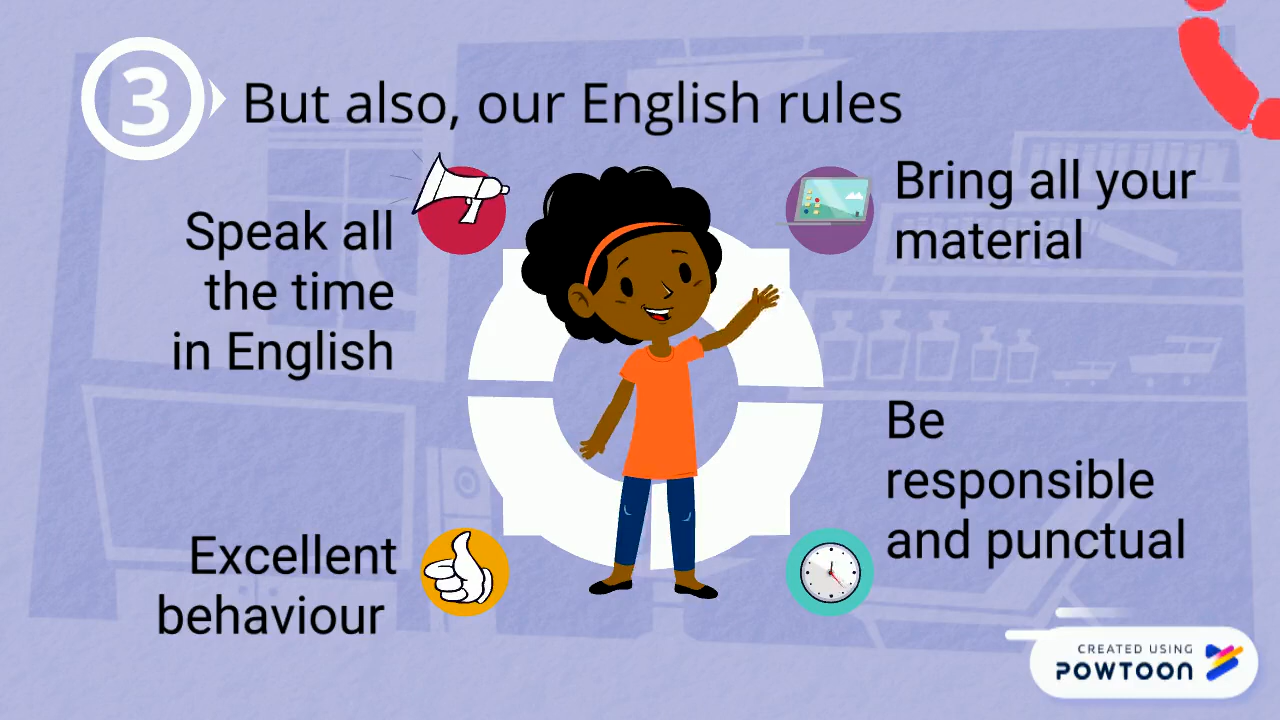 3
But also, our English rules
Speak all
the time
in English
Bring all your
material
Excellent
behaviour
Be
responsible
and punctual
CREATED USING
POWTOON